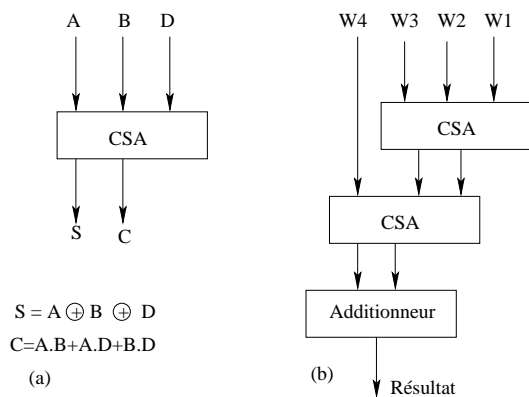 A B D
CSA
S C
S = A ⊕ B ⊕ D
C=A.B+A.D+B.D
(a)
W4 W3 W2 W1
CSA
CSA
Additionneur
(b)
Résultat